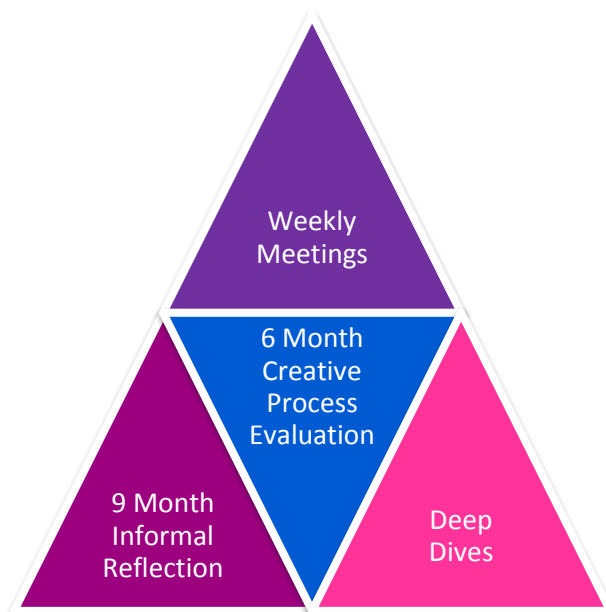 Weekly
Meetings
6 Month
Creative
Process
Evaluation
9 Month
Informal
Reflection
Deep
Dives